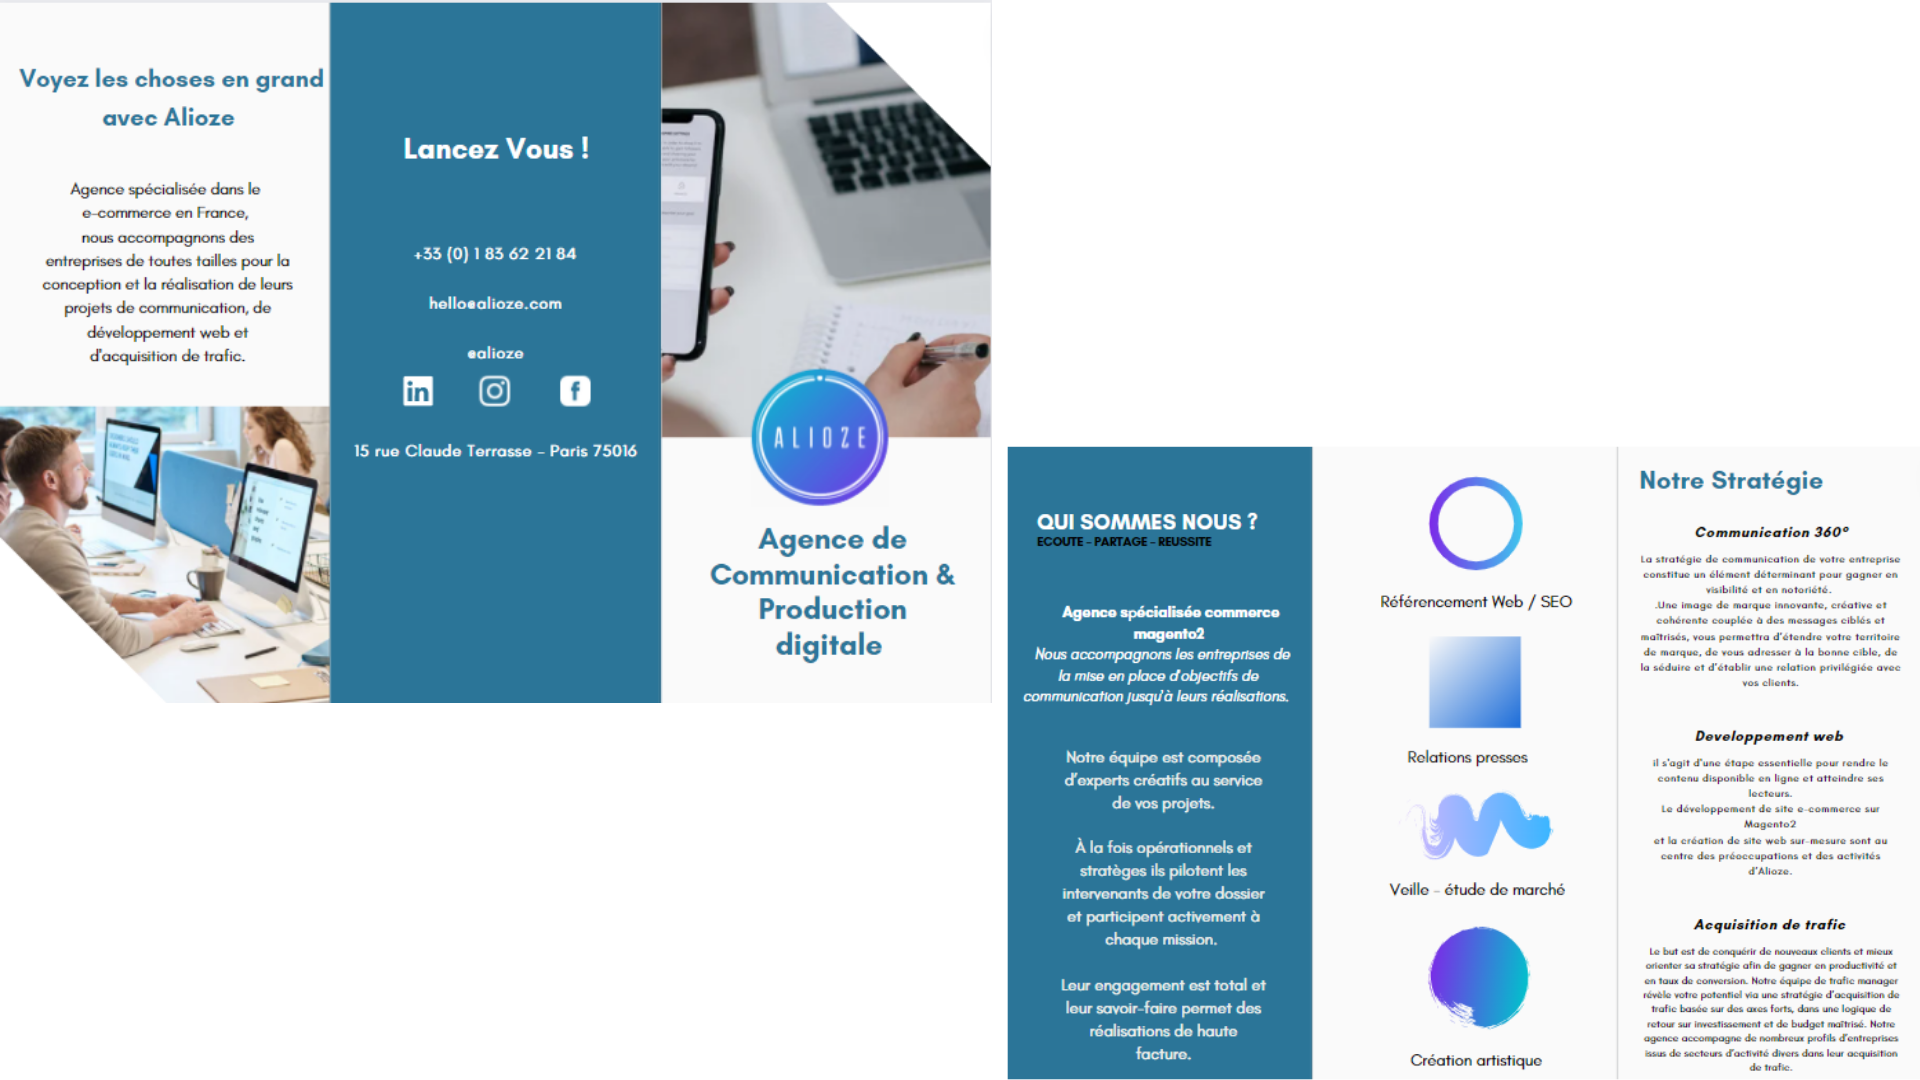 Voyez les choses en grand
avec Alioze
Agence spécialisée dans le
e-commerce en France,
nous accompagnons des
entreprises de toutes tailles pour la
conception et la réalisation de leurs
projets de communication, de
développement web et
d'acquisition de trafic.
Lancez Vous !
+33 (0) 1 83 62 21 84
hello@alioze.com
@alioze
in
f
15 rue Claude Terrasse - Paris 75016
ALIOZE
Agence de
Communication &
Production
digitale
QUI SOMMES NOUS ?
ECOUTE - PARTAGE - REUSSITE
Agence spécialisée commerce
magento2
Nous accompagnons les entreprises de
la mise en place d'objectifs de
communication jusqu'à leurs réalisations.
Notre équipe est composée
d'experts créatifs au service
de vos projets.
À la fois opérationnels et
stratèges ils pilotent les
intervenants de votre dossier
et participent activement à
chaque mission.
Leur engagement est total et
leur savoir-faire permet des
réalisations de haute
facture.
Référencement Web / SEO
Relations presses
Veille - étude de marché
Création artistique
Notre Stratégie
Communication 360°
La stratégie de communication de votre entreprise
constitue un élément déterminant pour gagner en
visibilité et en notoriété.
.Une image de marque innovante, créative et
cohérente couplée à des messages ciblés et
maîtrisés, vous permettra d'étendre votre territoire
de marque, de vous adresser à la bonne cible, de
la séduire et d'établir une relation privilégiée avec
vos clients.
Developpement web
il s'agit d'une étape essentielle pour rendre le
contenu disponible en ligne et atteindre ses
lecteurs.
Le développement de site e-commerce sur
Magento2
et la création de site web sur-mesure sont au
centre des préoccupations et des activités
d'Alioze.
Acquisition de trafic
Le but est de conquérir de nouveaux clients et mieux
orienter sa stratégie afin de gagner en productivité et
en taux de conversion. Notre équipe de trafic manager
révèle votre potentiel via une stratégie d'acquisition de
trafic basée sur des axes forts, dans une logique de
retour sur investissement et de budget maîtrisé. Notre
agence accompagne de nombreux profils d'entreprises
issus de secteurs d'activité divers dans leur acquisition
de trafic.